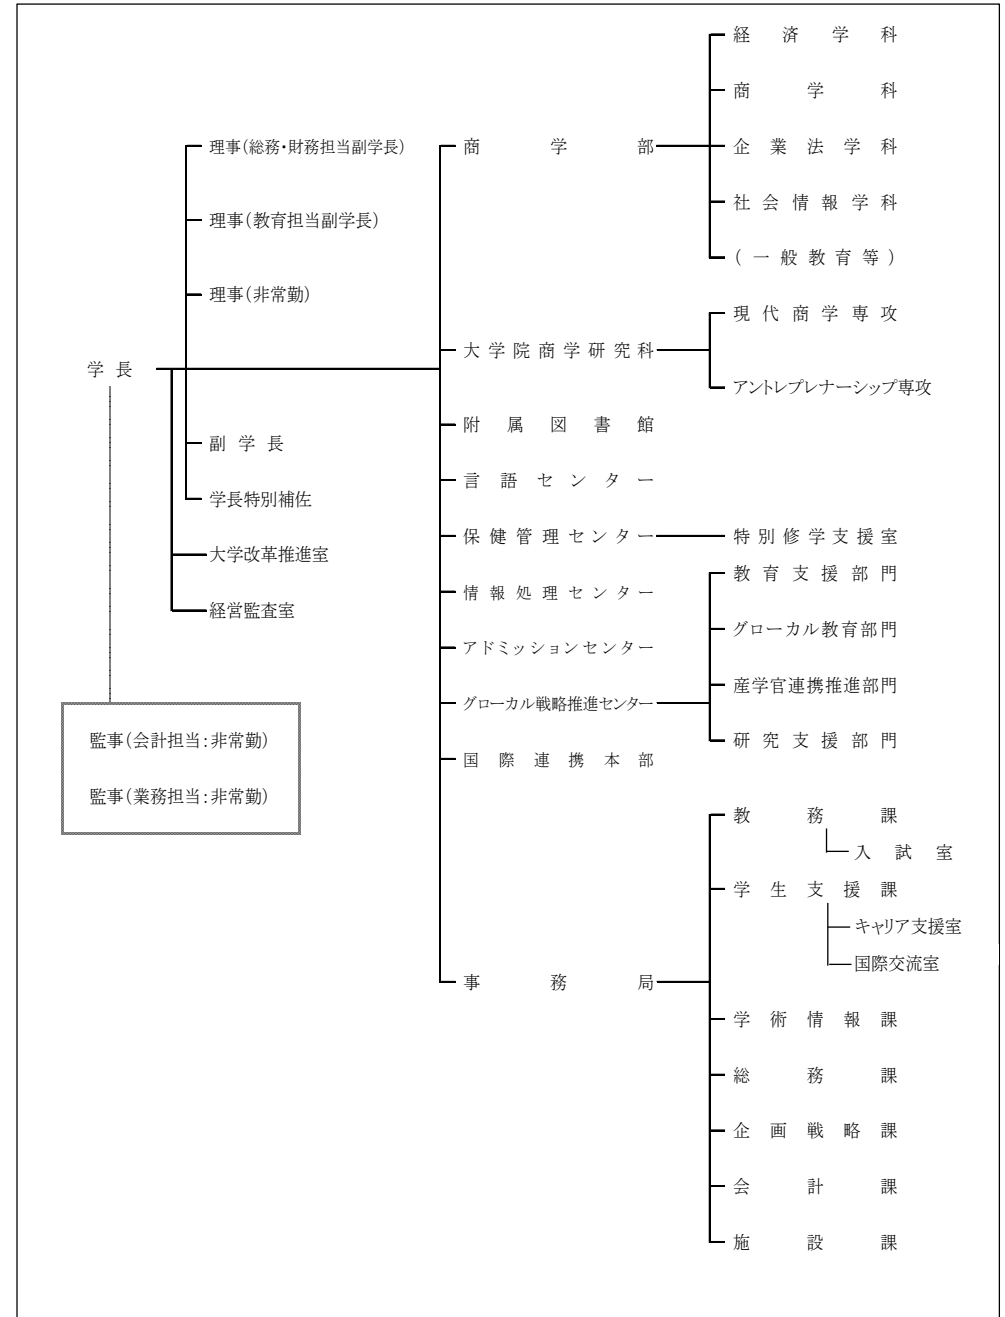 経済学科
商学科
理事(総務・財務担当副学長)
商学部
企業法学科
社会情報学科
理事(教育担当副学長)
(一般教育等)
理事(非常勤)
現代商学専攻
大学院商学研究科
学長
アントレプレナーシップ専攻
附属図書館
副学長
言語センター
学長特別補佐
保健管理センター
特別修学支援室
大学改革推進室
教育支援部門
情報処理センター
経営監査室
グローカル教育部門
アドミッションセンター
産学官連携推進部門
グローカル戦略推進センター
監事(会計担当:非常勤)
研究支援部門
国際連携本部
監事(業務担当:非常勤)
教務課
入試室
学生支援課
キャリア支援室
国際交流室
事務局
学術情報課
総務課
企画戦略課
会計課
施設課